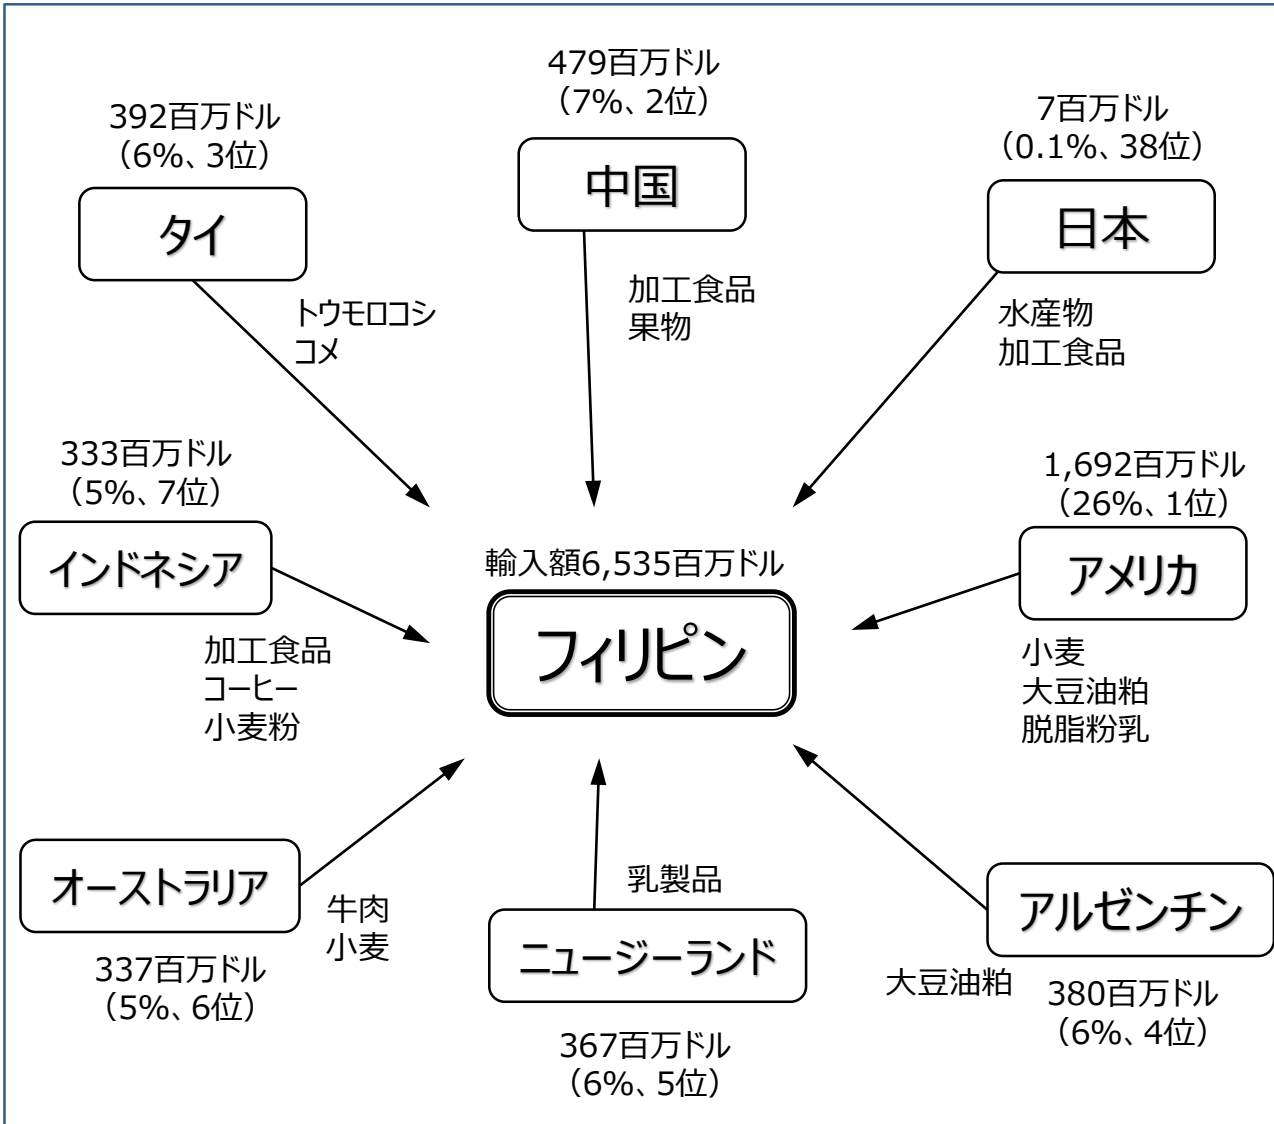 479百万ドル
（7%、2位）
中国
加工食品
果物
392百万ドル
（6%、3位）
タイ
トウモロコシ
コメ
7百万ドル
（0.1%、38位）
日本
水産物
加工食品
333百万ドル
（5%、7位）
インドネシア
加工食品
コーヒー
小麦粉
輸入額6,535百万ドル
フィリピン
1,692百万ドル
（26%、1位）
アメリカ
小麦
大豆油粕
脱脂粉乳
オーストラリア
337百万ドル
（5%、6位）
牛肉
小麦
乳製品
ニュージーランド
367百万ドル
（6%、5位）
アルゼンチン
大豆油粕
380百万ドル
（6%、4位）